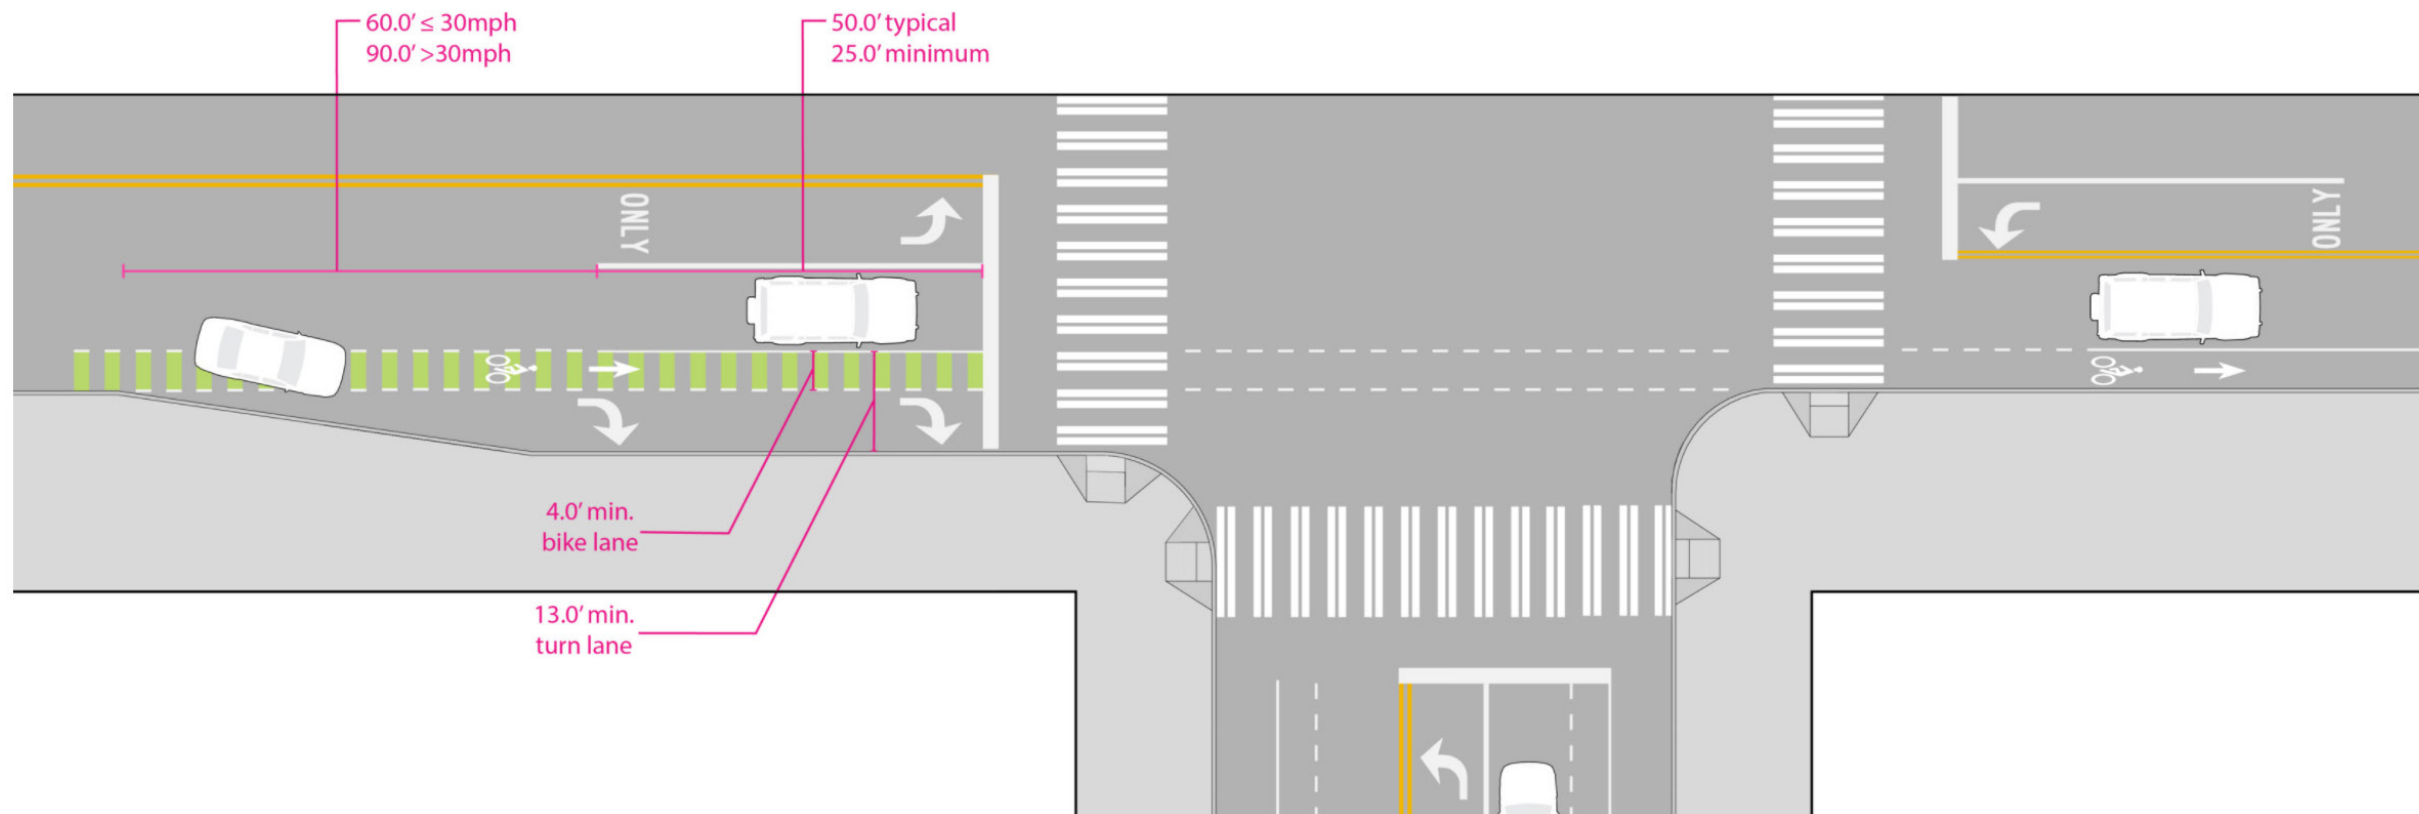 60.0’ ≤ 30mph
90.0’ >30mph
50.0’ typical
25.0’ minimum
ONLY
ONLY
4.0’ min.
bike lane
13.0’ min.
turn lane